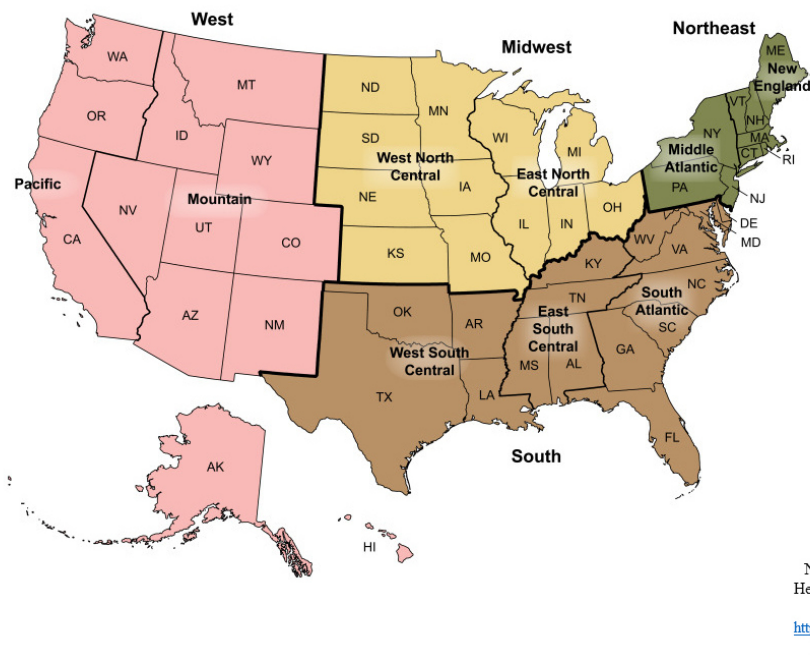 West
Midwest
Northeast
Pacific
Mountain
West North
Central
East North
Central
Middle
Atlantic
New
England
West South
Central
East
South
Central
South
Atlantic
South
WA
OR
CA
NV
ID
MT
WY
UT
CO
AZ
NM
AK
HI
ND
SD
NE
KS
MN
IA
MO
WI
MI
IL
IN
OH
NY
PA
NJ
ME
VT
NH
MA
CT
RI
DE
MD
WV
VA
NC
SC
GA
FL
KY
TN
MS
AL
OK
AR
TX
LA
N
He
htt